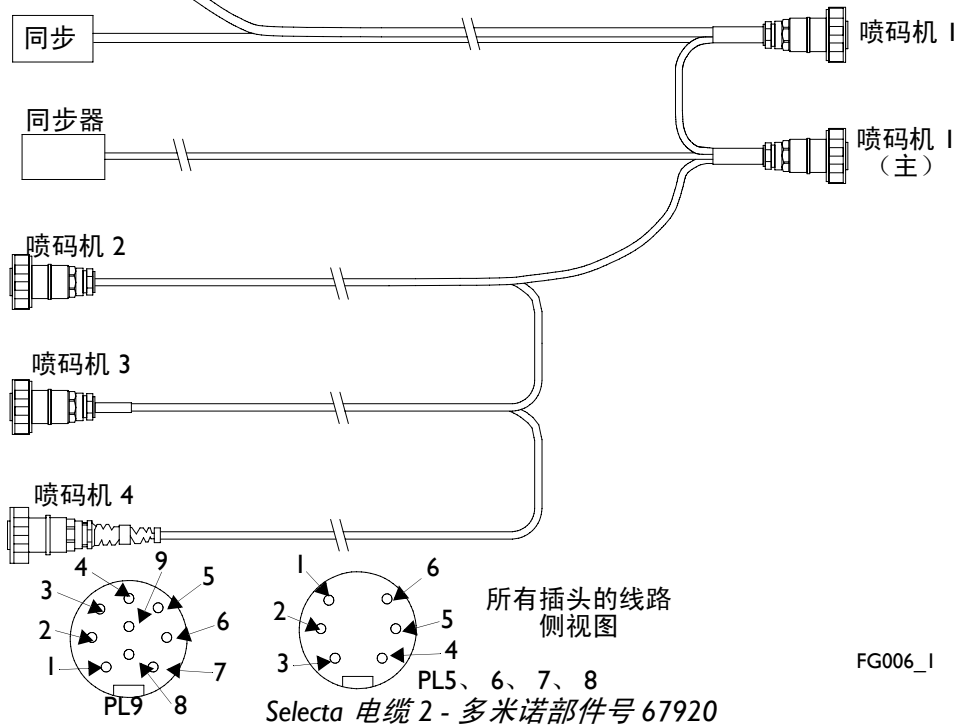 同步
喷码机 1
同步器
喷码机 1
（主）
喷码机 2
喷码机 3
喷码机 4
4
9
5
3
2
6
1
7
PL9
8
1
6
2
5
3
4
PL5、 6、 7、 8
所有插头的线路
侧视图
FG006_1
Selecta 电缆 2 - 多米诺部件号 67920